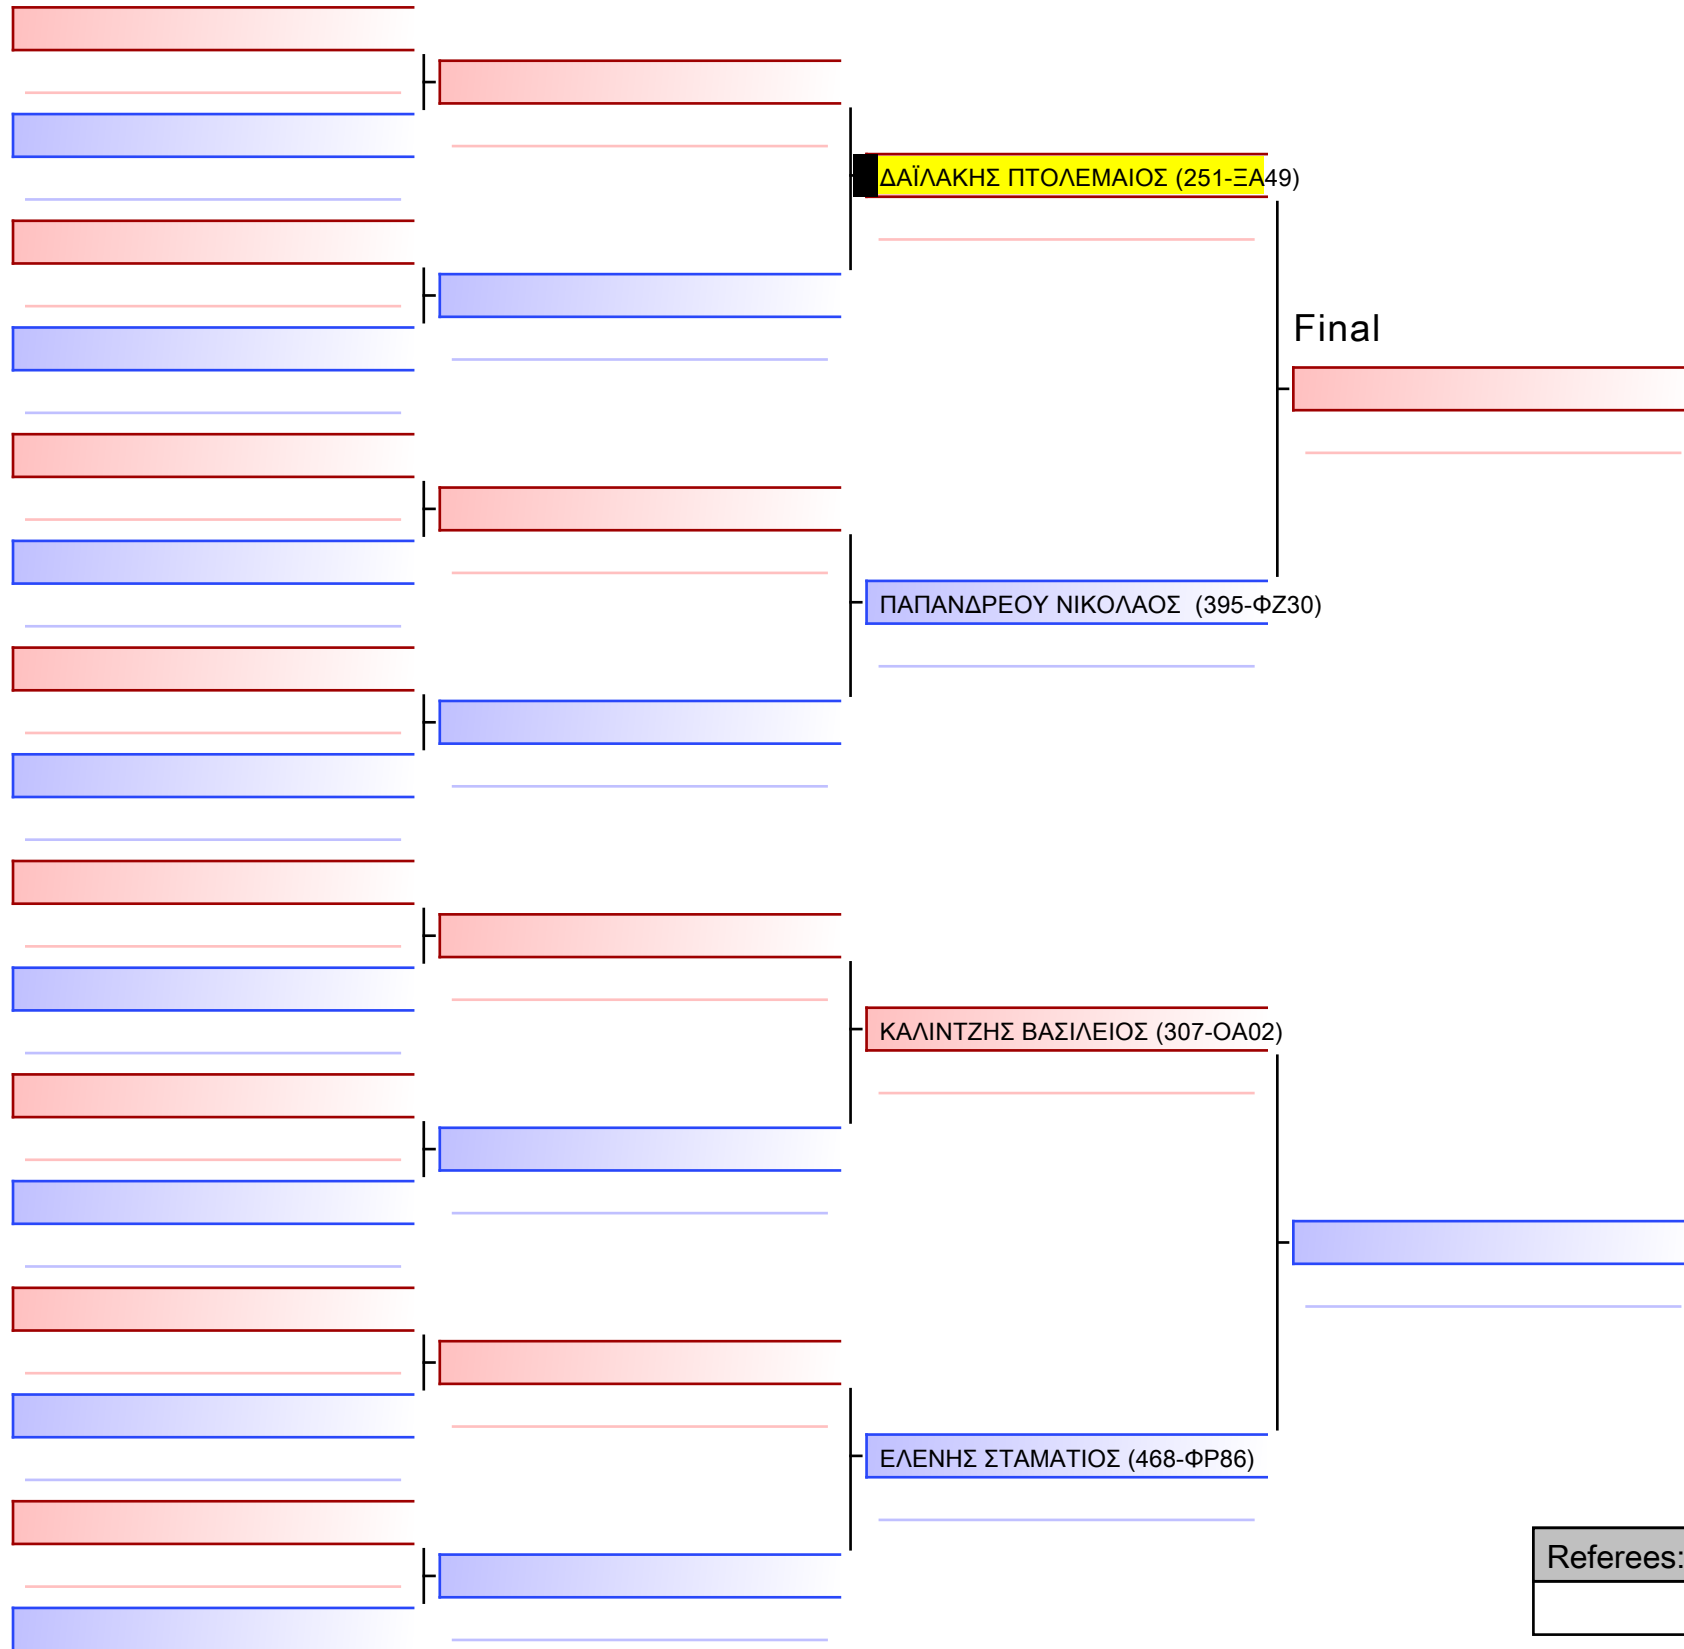 ΔΑΪΛΑΚΗΣ ΠΤΟΛΕΜΑΙΟΣ (251-ΞΑ49)
Final
ΠΑΠΑΝΔΡΕΟΥ ΝΙΚΟΛΑΟΣ (395-ΦΖ30)
ΚΑΛΙΝΤΖΗΣ ΒΑΣΙΛΕΙΟΣ (307-ΟΑ02)
ΕΛΕΝΗΣ ΣΤΑΜΑΤΙΟΣ (468-ΦΡ86)
Referees: